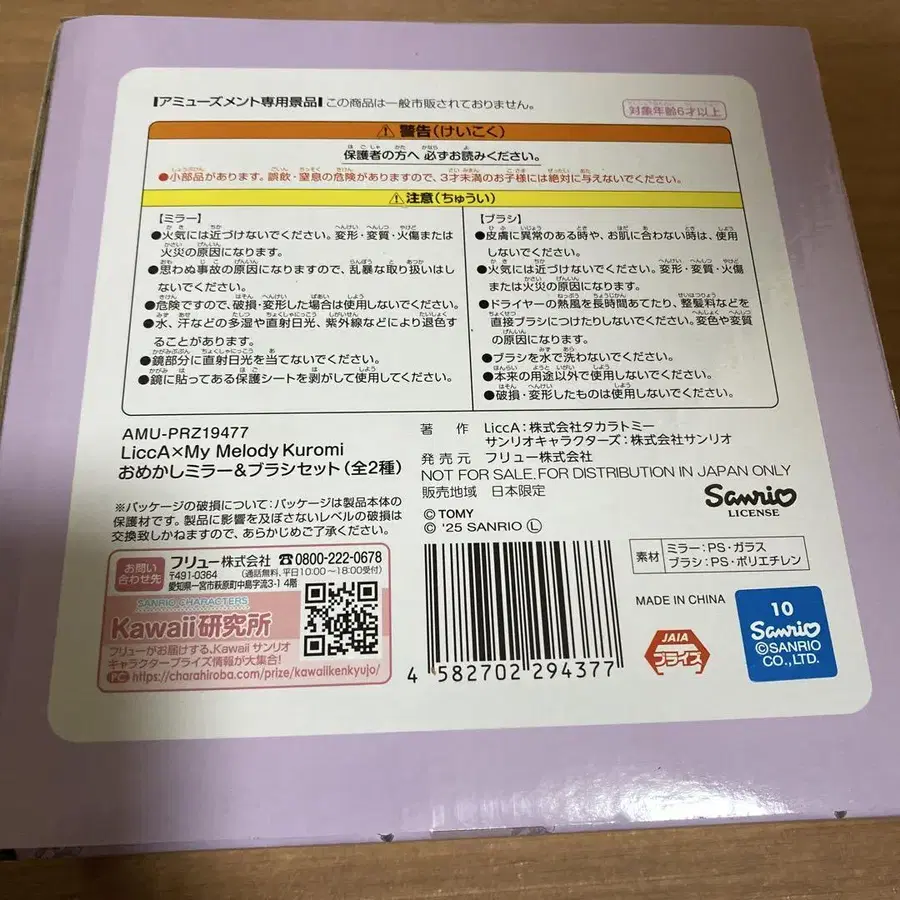 アミューズメント専用景品 この商品は一般市販されておりません。
対象年齢6才以上
⚠警告(けいこく)
保護者の方へ 必ずお読みください。
●小部品があります。誤飲・窒息の危険がありますので、3才未満のお子様には絶対に与えないでください。
⚠注意(ちゅうい)
【ミラー】
●火気には近づけないでください。変形・変質・火傷または
火災の原因になります。
●思わぬ事故の原因になりますので、乱暴な取り扱いはし
ないでください。
●危険ですので、破損・変形した場合は使用しないでください。
●水、汗などの多湿や直射日光、紫外線などにより退色す
ることがあります。
●鏡部分に直射日光を当てないでください。
●鏡に貼ってある保護シートを剥がして使用してください。
【ブラシ】
●皮膚に異常のある時や、お肌に合わない時は、使用
しないでください。
●火気には近づけないでください。変形・変質・火傷
または火災の原因になります。
●ドライヤーの熱風を長時間あてたり、整髪料などを
直接ブラシにつけたりしないでください。変色や変質
の原因になります。
●ブラシを水で洗わないでください。
●本来の用途以外で使用しないでください。
●破損・変形したものは使用しないでください。
AMU-PRZ19477
LiccA×My Melody Kuromi
おめかしミラー&ブラシセット(全2種)
※パッケージの破損について:パッケージは製品本体の
保護材です。製品に影響を及ぼさないレベルの破損は
交換致しかねますので、あらかじめご了承ください。
著作 LiccA:株式会社タカラトミー
サンリオキャラクターズ:株式会社サンリオ
発売元 フリュー株式会社
NOT FOR SALE.FOR DISTRIBUTION IN JAPAN ONLY
販売地域 日本限定
© TOMY
© '25 SANRIO Ⓛ
Sanrio
LICENSE
お問い
合わせ先
フリュー株式会社 ☎0800-222-0678
〒491-0364 (通話無料、平日10:00~18:00受付)
愛知県一宮市萩原町中島字流3-1 4階
SANRIO CHARACTERS
Kawaii研究所
フリューがお届けする、Kawaii サンリオ
キャラクタープライズ情報が大集合!
PC https://charahiroba.com/prize/kawaiikenkyujo/
4 582702 294377
素材 ミラー:PS・ガラス
ブラシ:PS・ポリエチレン
MADE IN CHINA
JAIA
プライズ
10
Sanrio
©SANRIO
CO.,LTD.